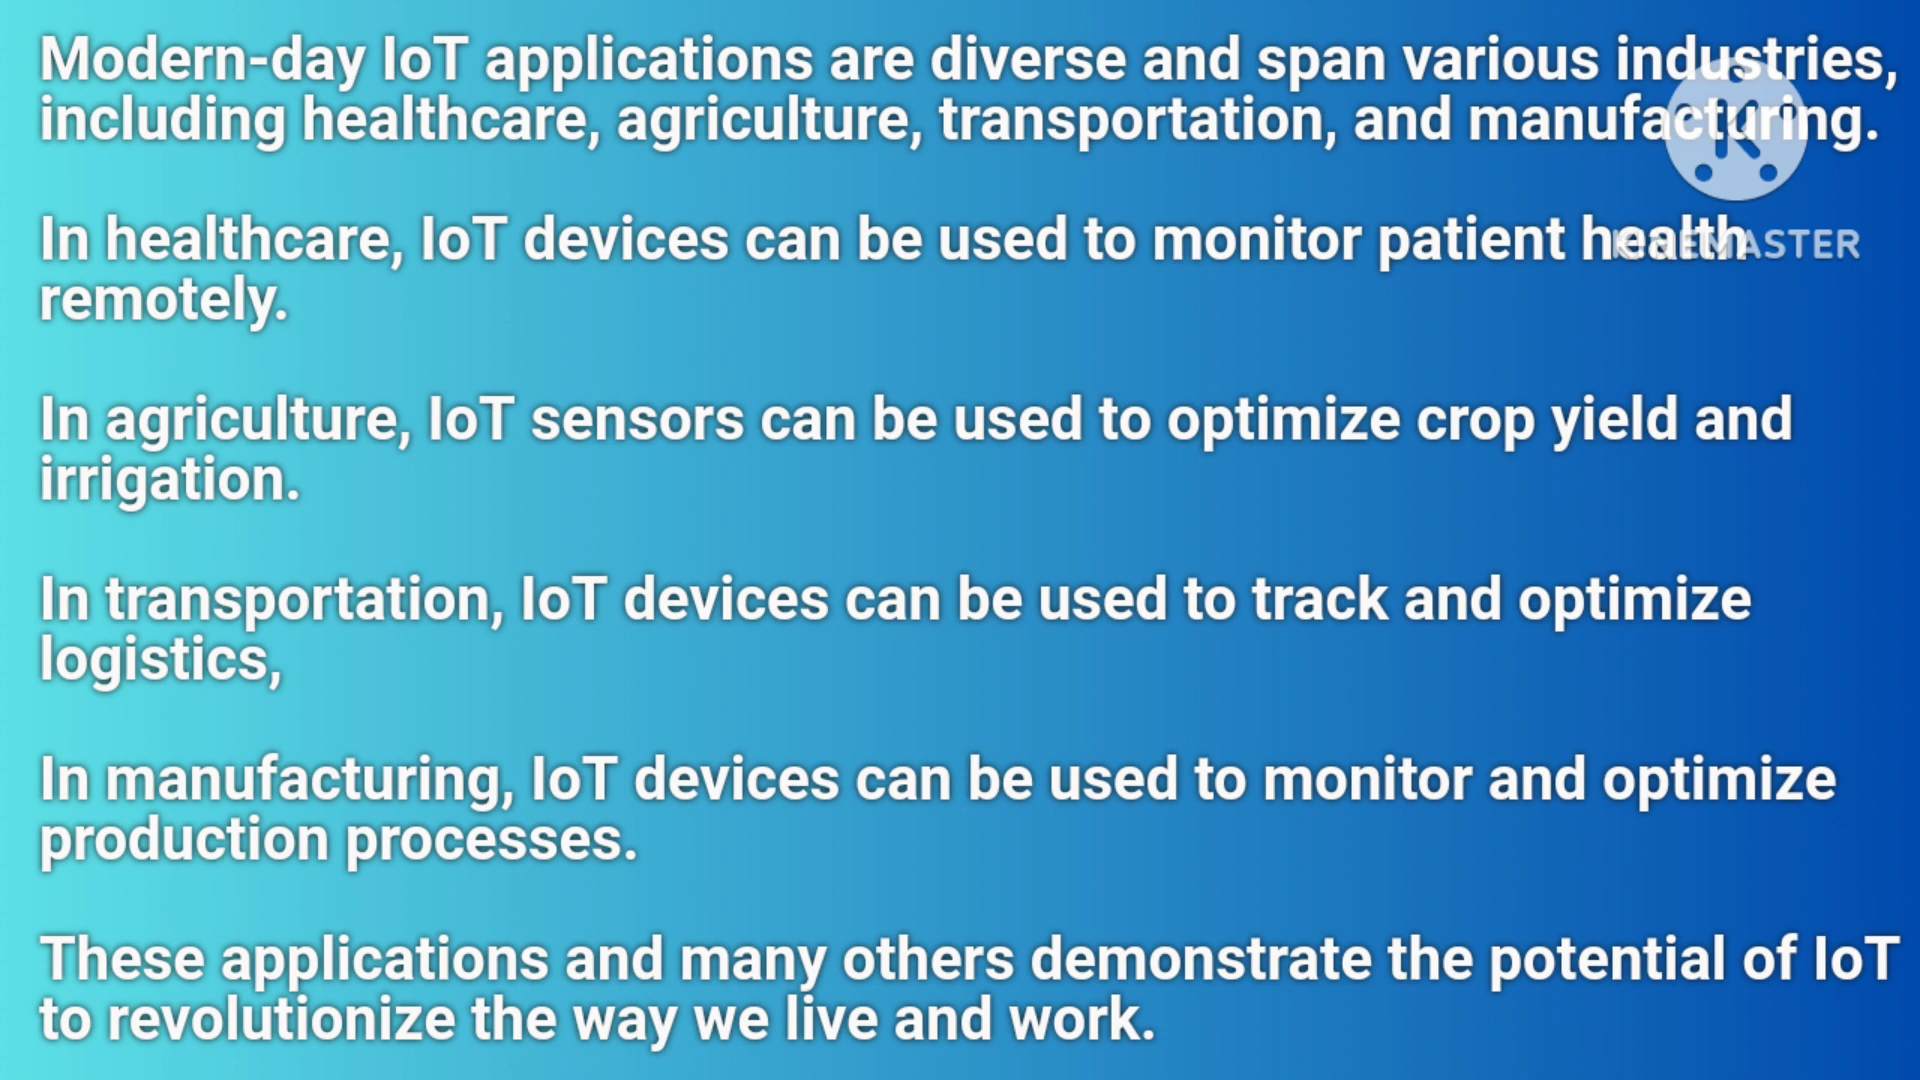 Modern-day IoT applications are diverse and span various industries,
including healthcare, agriculture, transportation, and manufacturing.
In healthcare, IoT devices can be used to monitor patient health
remotely.
KINEMASTER
In agriculture, IoT sensors can be used to optimize crop yield and
irrigation.
In transportation, IoT devices can be used to track and optimize
logistics,
In manufacturing, IoT devices can be used to monitor and optimize
production processes.
These applications and many others demonstrate the potential of IoT
to revolutionize the way we live and work.